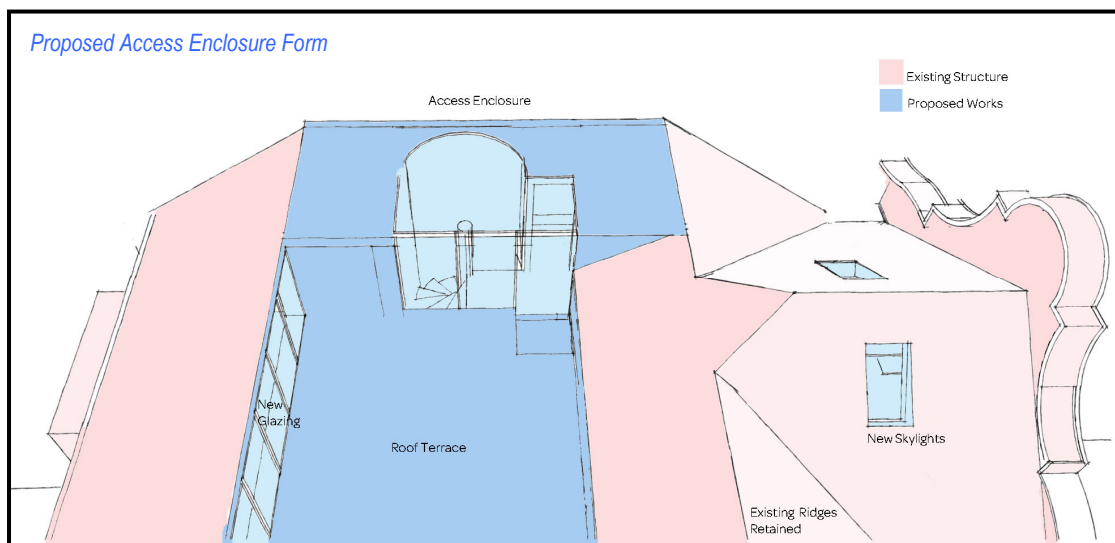 Proposed Access Enclosure Form
Existing Structure
Access Enclosure
Proposed Works
New
Glazing
Roof Terrace
New Skylights
Existing Ridges
Retained